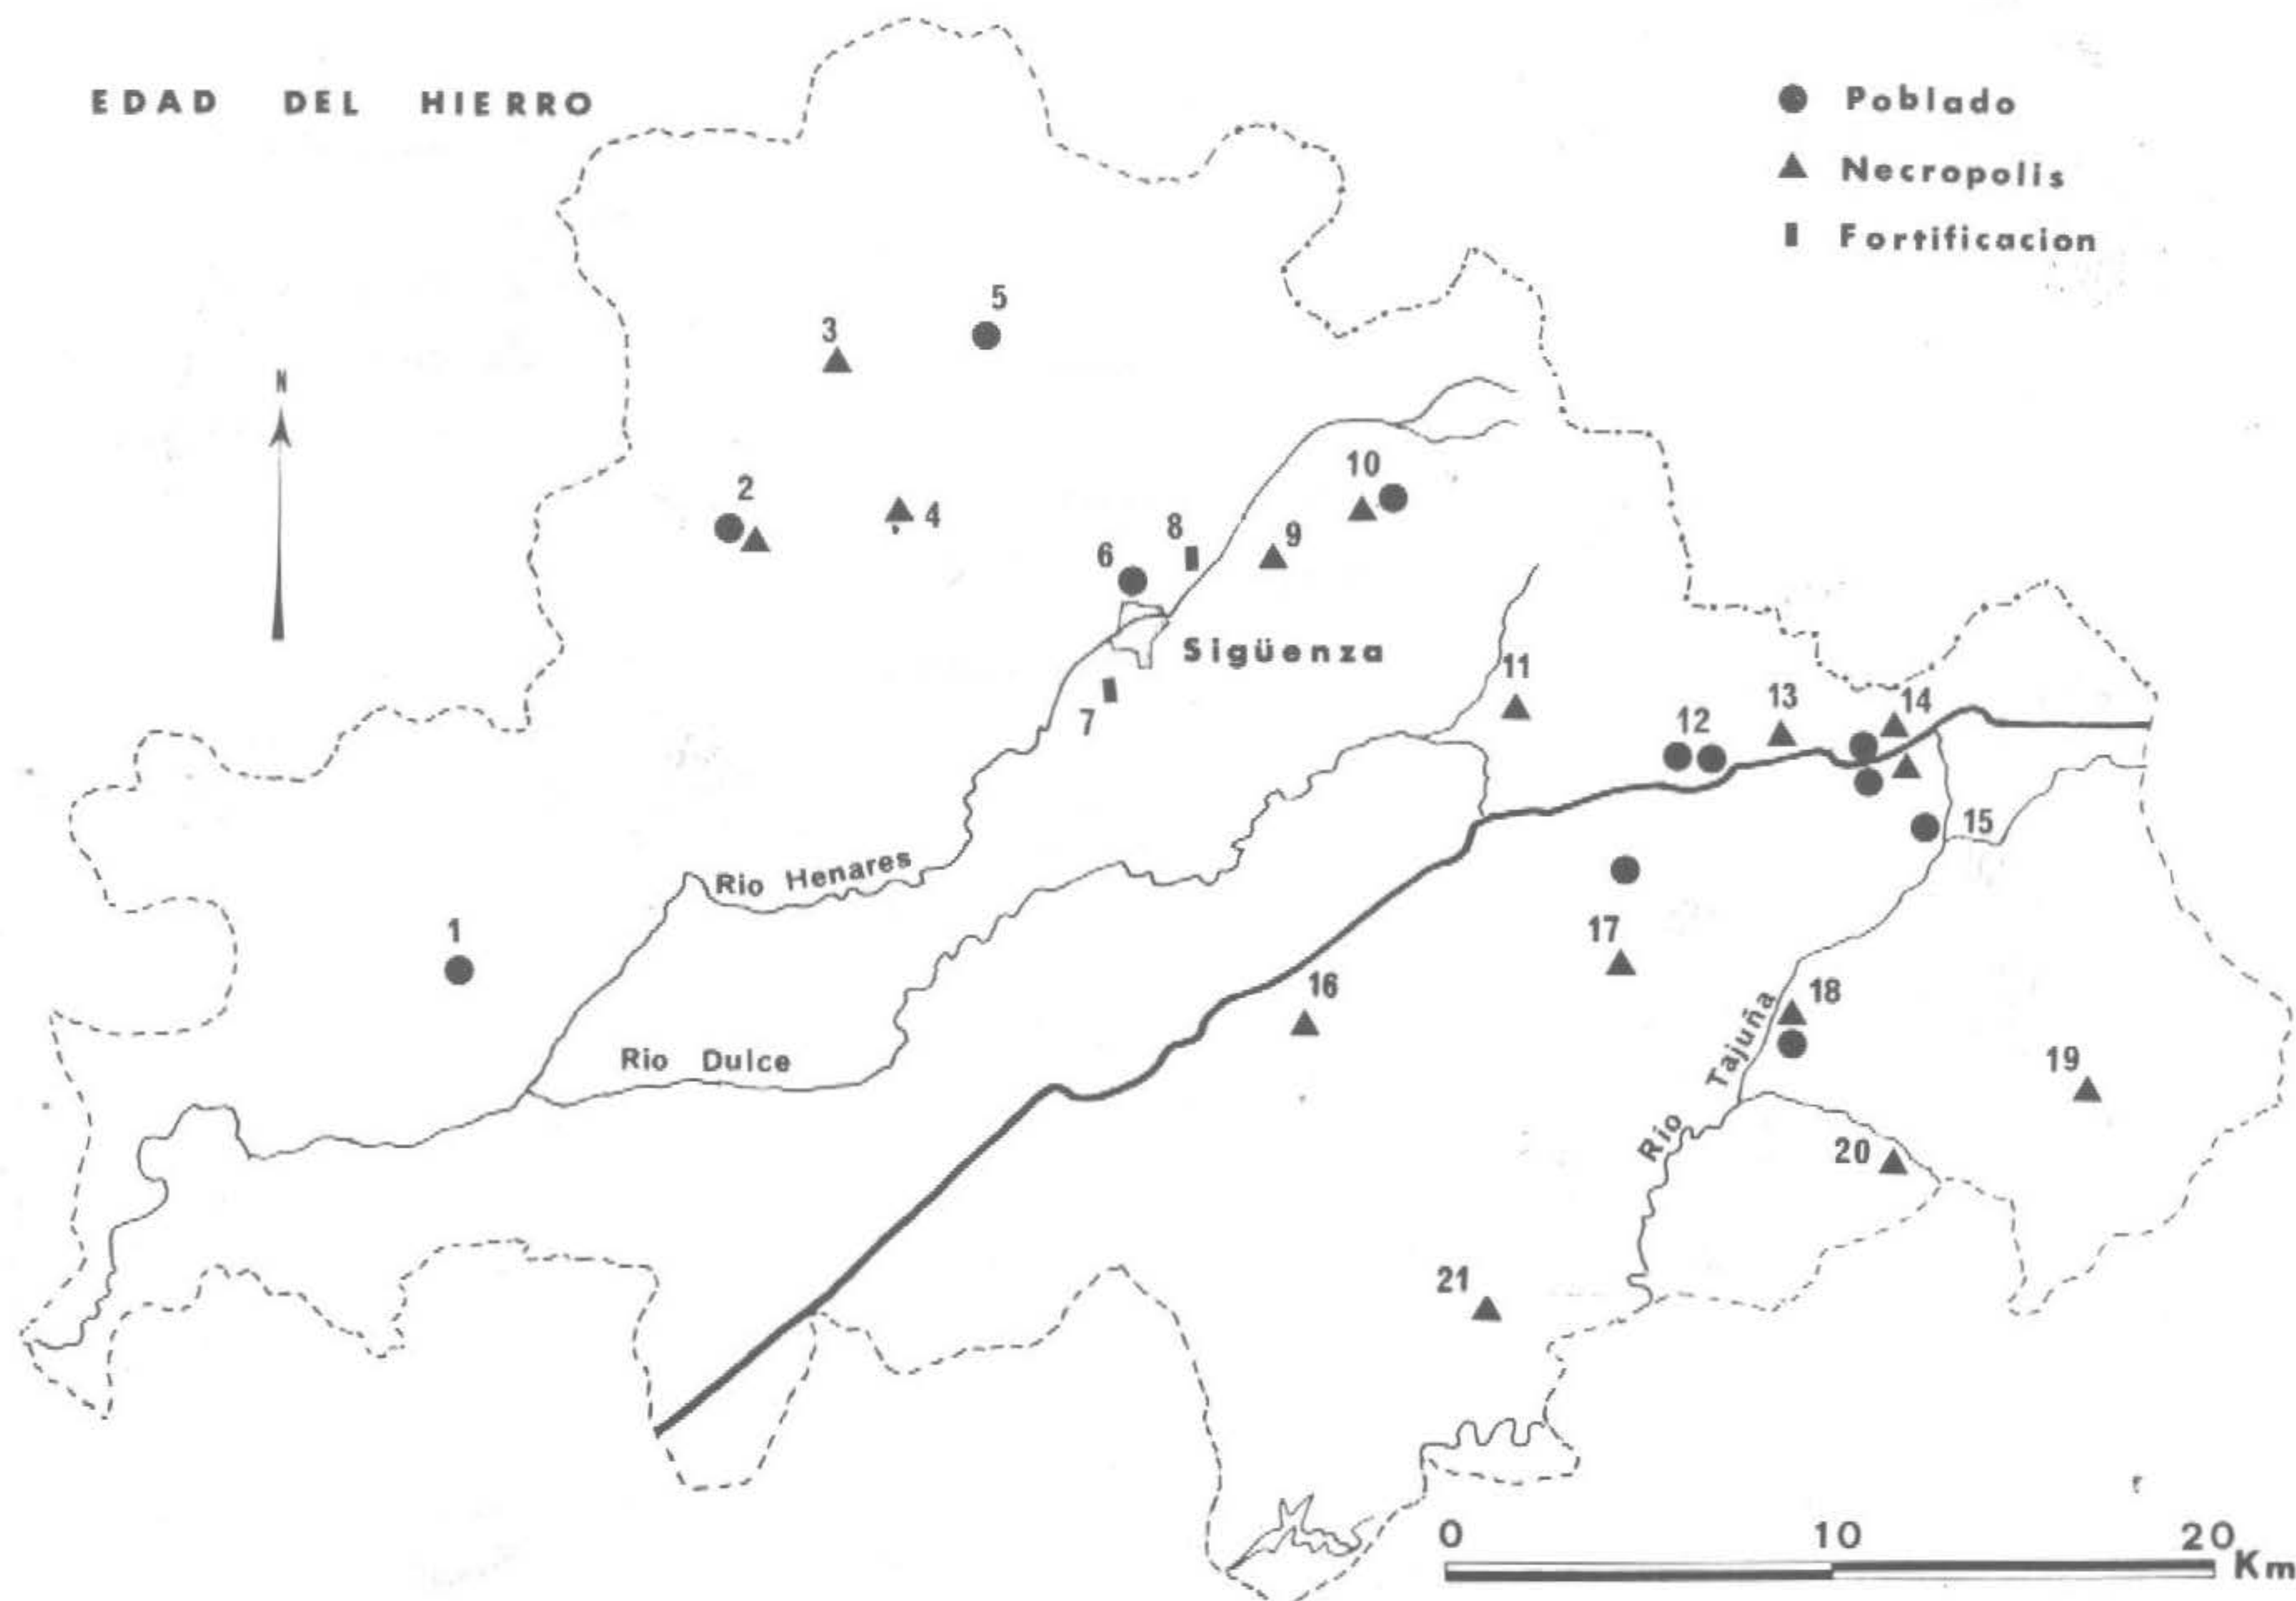 EDAD DEL HIERRO
Poblado
Necropolis
Fortificacion
N
5
3
2
4
10
8
9
6
Sigüenza
11
7
13
14
12
15
Rio Henares
1
17
16
18
Rio Dulce
Rio Tajuña
19
20
21
0 10 20 Km